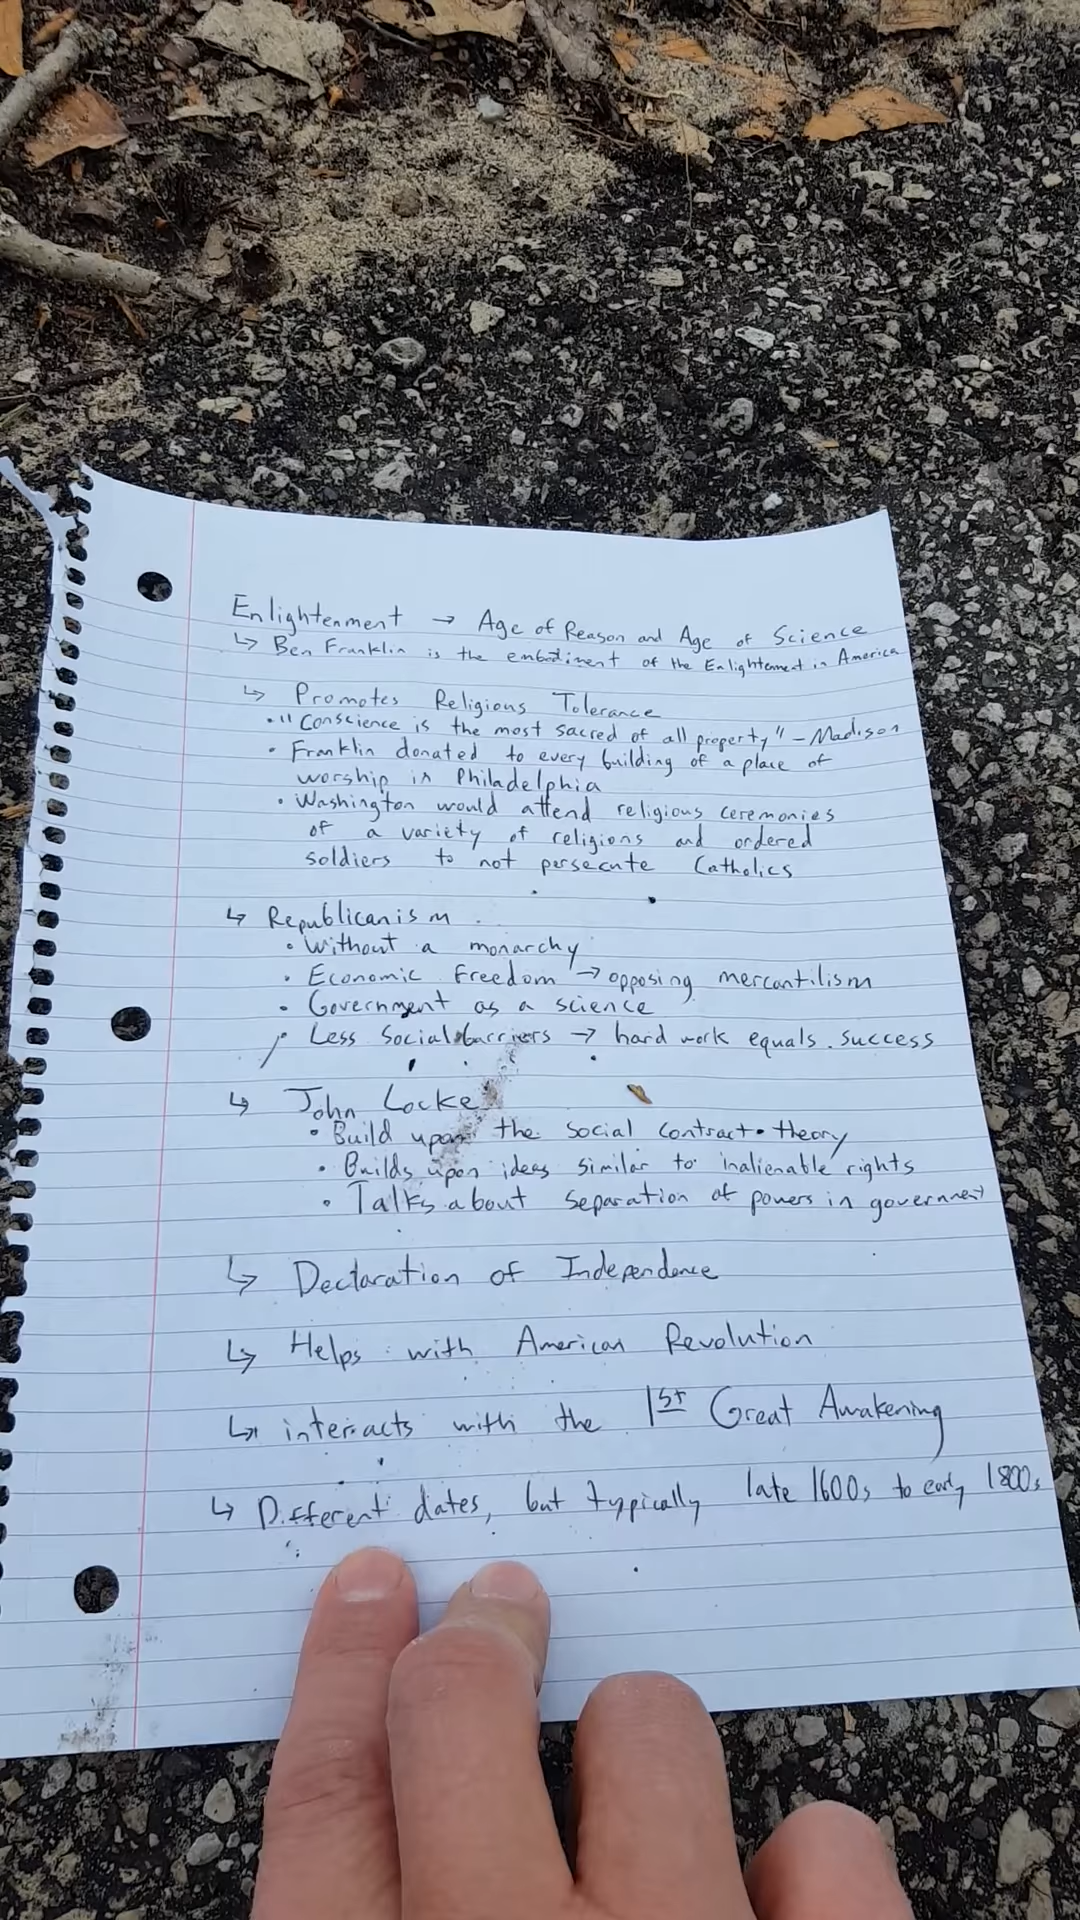 Enlightenment → Age of Reason and Age of Science
↳ Ben Franklin is the embodiment of the Enlightement in America
↳ Promotes Religious Tolerance
• "Conscience is the most sacred of all property" - Madison
• Franklin donated to every building of a place of
worship in Philadelphia
• Washington would attend religious ceremonies
of a variety of religions and ordered
soldiers to not persecute Catholics
↳ Republicanism
• Without a monarchy
• Economic Freedom → opposing mercantilism
• Government as a science
• Less Social barriers → hard work equals success
↳ John Locke
• Build upon the social contract theory
• Builds upon ideas similar to inalienable rights
• Talks about separation of powers in government
↳ Declaration of Independence
↳ Helps with American Revolution
↳ interacts with the 1st Great Awakening
↳ Different dates, but typically late 1600s to early 1800s